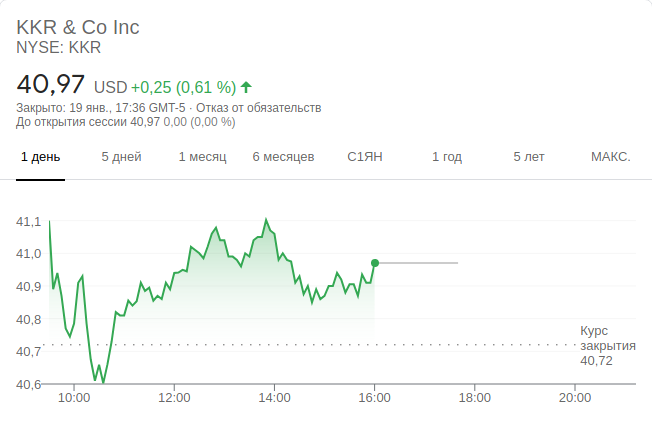 KKR & Co Inc
NYSE: KKR
40,97 USD +0,25 (0,61 %)
Закрыто: 19 янв., 17:36 GMT-5 · Отказ от обязательств
До открытия сессии 40,97 0,00 (0,00 %)
1 день 5 дней 1 месяц 6 месяцев С1ЯН 1 год 5 лет МАКС.
41,1
41,0
40,9
40,8
40,7
40,6
Курс
закрытия
40,72
10:00 12:00 14:00 16:00 18:00 20:00